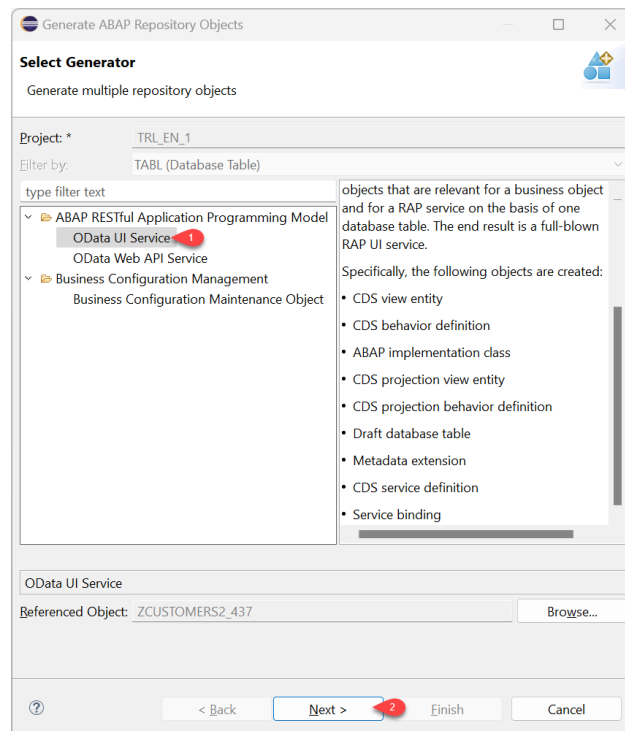 Generate ABAP Repository Objects
Select Generator
Generate multiple repository objects
Project: *
TRL_EN_1
Filter by:
TABL (Database Table)
type filter text
ABAP RESTful Application Programming Model
OData UI Service
1
OData Web API Service
Business Configuration Management
Business Configuration Maintenance Object
objects that are relevant for a business object
and for a RAP service on the basis of one
database table. The end result is a full-blown
RAP UI service.
Specifically, the following objects are created:
• CDS view entity
• CDS behavior definition
• ABAP implementation class
• CDS projection view entity
• CDS projection behavior definition
• Draft database table
• Metadata extension
• CDS service definition
• Service binding
OData UI Service
Referenced Object:
ZCUSTOMERS2_437
Browse...
?
< Back
Next >
2
Finish
Cancel